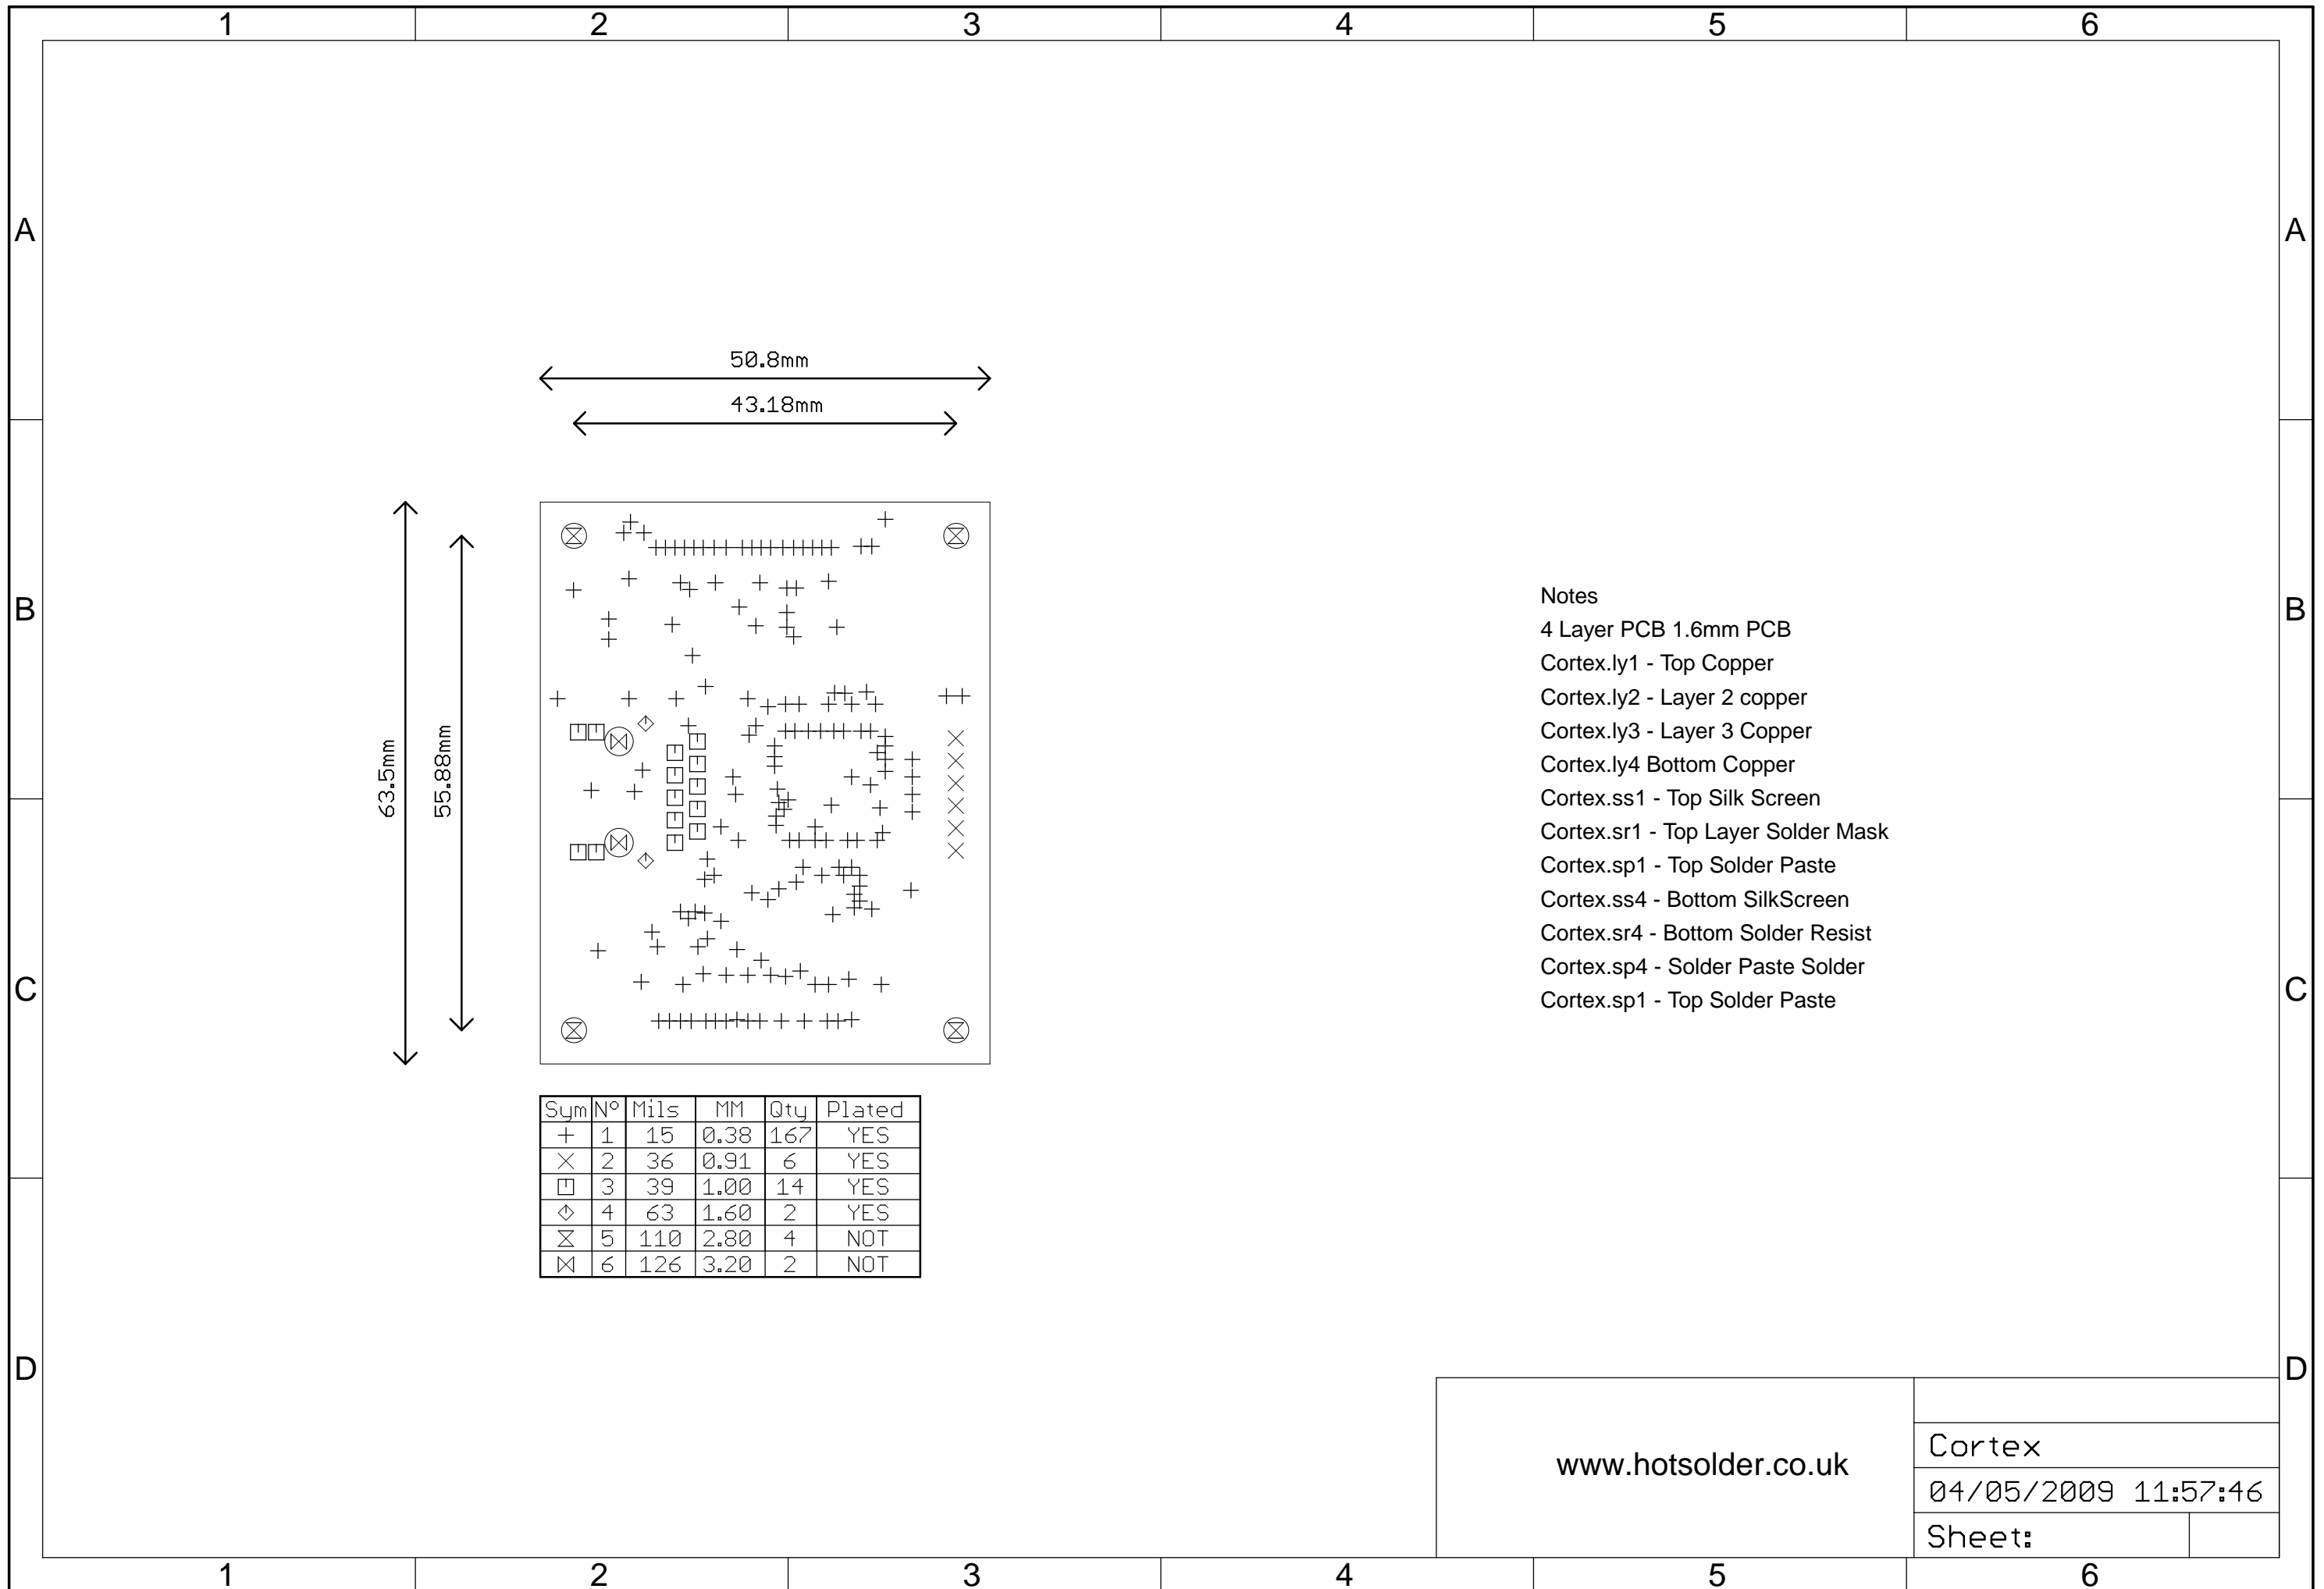 1 2 3 4 5 6
A A
50.8mm
43.18mm
B B
63.5mm
55.88mm
Notes
4 Layer PCB 1.6mm PCB
Cortex.ly1 - Top Copper
Cortex.ly2 - Layer 2 copper
Cortex.ly3 - Layer 3 Copper
Cortex.ly4 Bottom Copper
Cortex.ss1 - Top Silk Screen
Cortex.sr1 - Top Layer Solder Mask
Cortex.sp1 - Top Solder Paste
Cortex.ss4 - Bottom SilkScreen
Cortex.sr4 - Bottom Solder Resist
Cortex.sp4 - Solder Paste Solder
Cortex.sp1 - Top Solder Paste
C C
Sym N° Mils MM Qty Plated
1 15 0.38 167 YES
2 36 0.91 6 YES
3 39 1.00 14 YES
4 63 1.60 2 YES
5 110 2.80 4 NOT
6 126 3.20 2 NOT
D D
www.hotsolder.co.uk
Cortex
04/05/2009 11:57:46
Sheet:
1 2 3 4 5 6